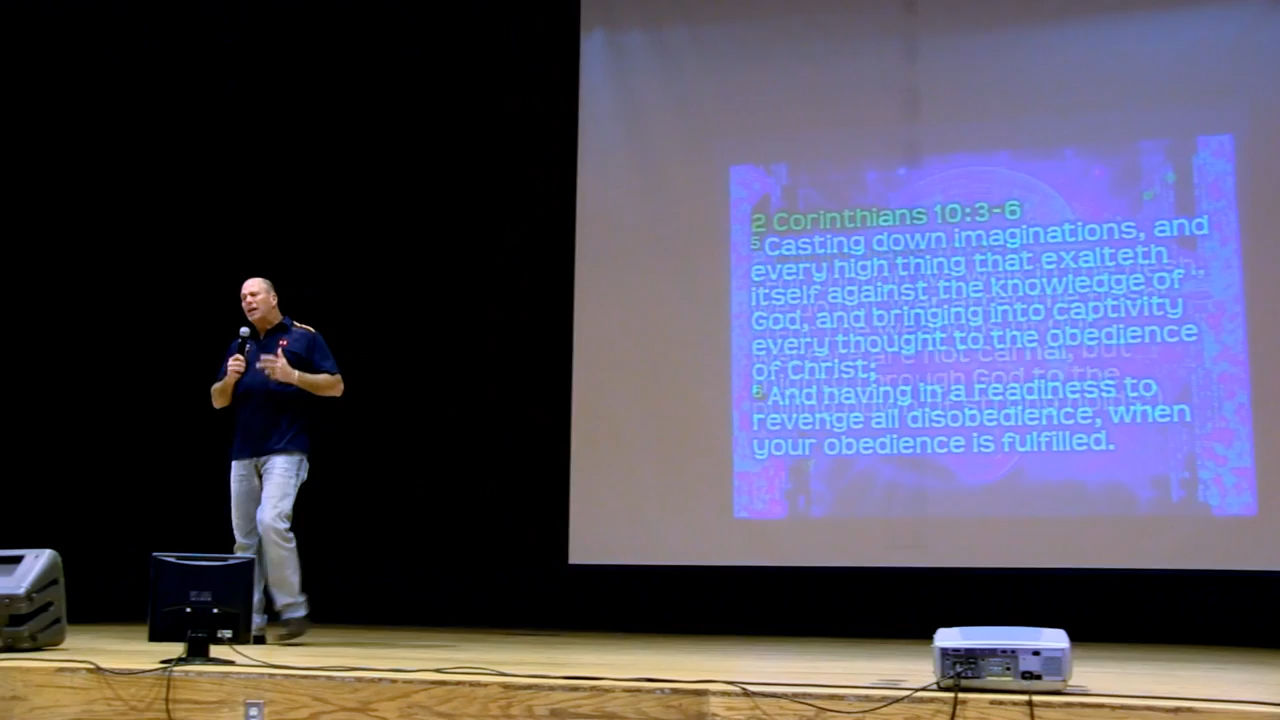 2 Corinthians 10:3-6
5 Casting down imaginations, and
every high thing that exalteth
itself against the knowledge of
God, and bringing into captivity
every thought to the obedience
of Christ;
6 And having in a readiness to
revenge all disobedience, when
your obedience is fulfilled.